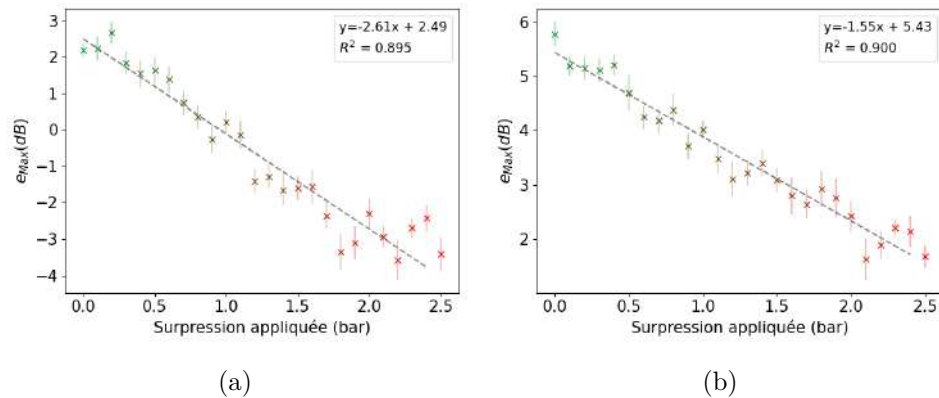 y=-2.61x + 2.49
R² = 0.895
3
2
1
0
−1
−2
−3
−4
e_Max(dB)
0.0 0.5 1.0 1.5 2.0 2.5
Surpression appliquée (bar)
(a)
y=-1.55x + 5.43
R² = 0.900
6
5
4
3
2
e_Max(dB)
0.0 0.5 1.0 1.5 2.0 2.5
Surpression appliquée (bar)
(b)